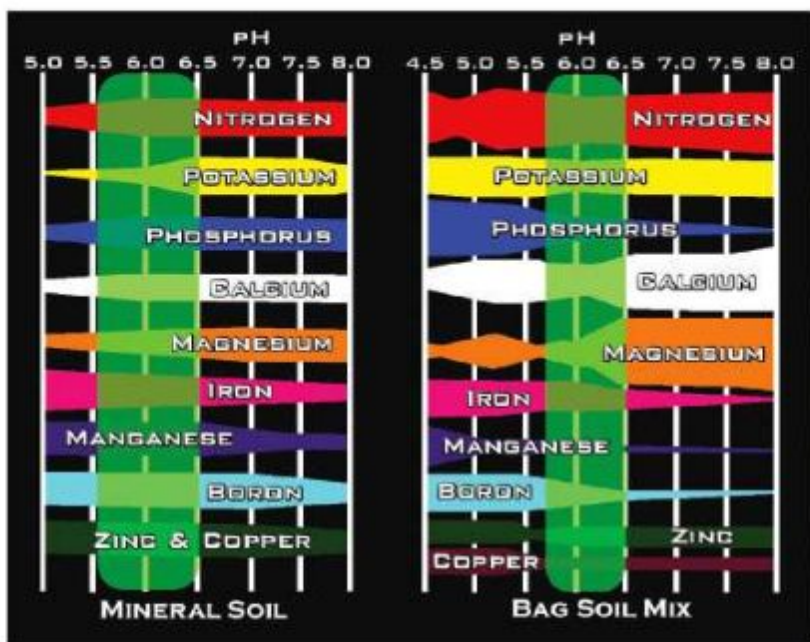 PH
5.0 5.5 6.0 6.5 7.0 7.5 8.0
NITROGEN
POTASSIUM
PHOSPHORUS
CALCIUM
MAGNESIUM
IRON
MANGANESE
BORON
ZINC & COPPER
MINERAL SOIL
PH
4.5 5.0 5.5 6.0 6.5 7.0 7.5 8.0
NITROGEN
POTASSIUM
PHOSPHORUS
CALCIUM
MAGNESIUM
IRON
MANGANESE
BORON
ZINC
COPPER
BAG SOIL MIX